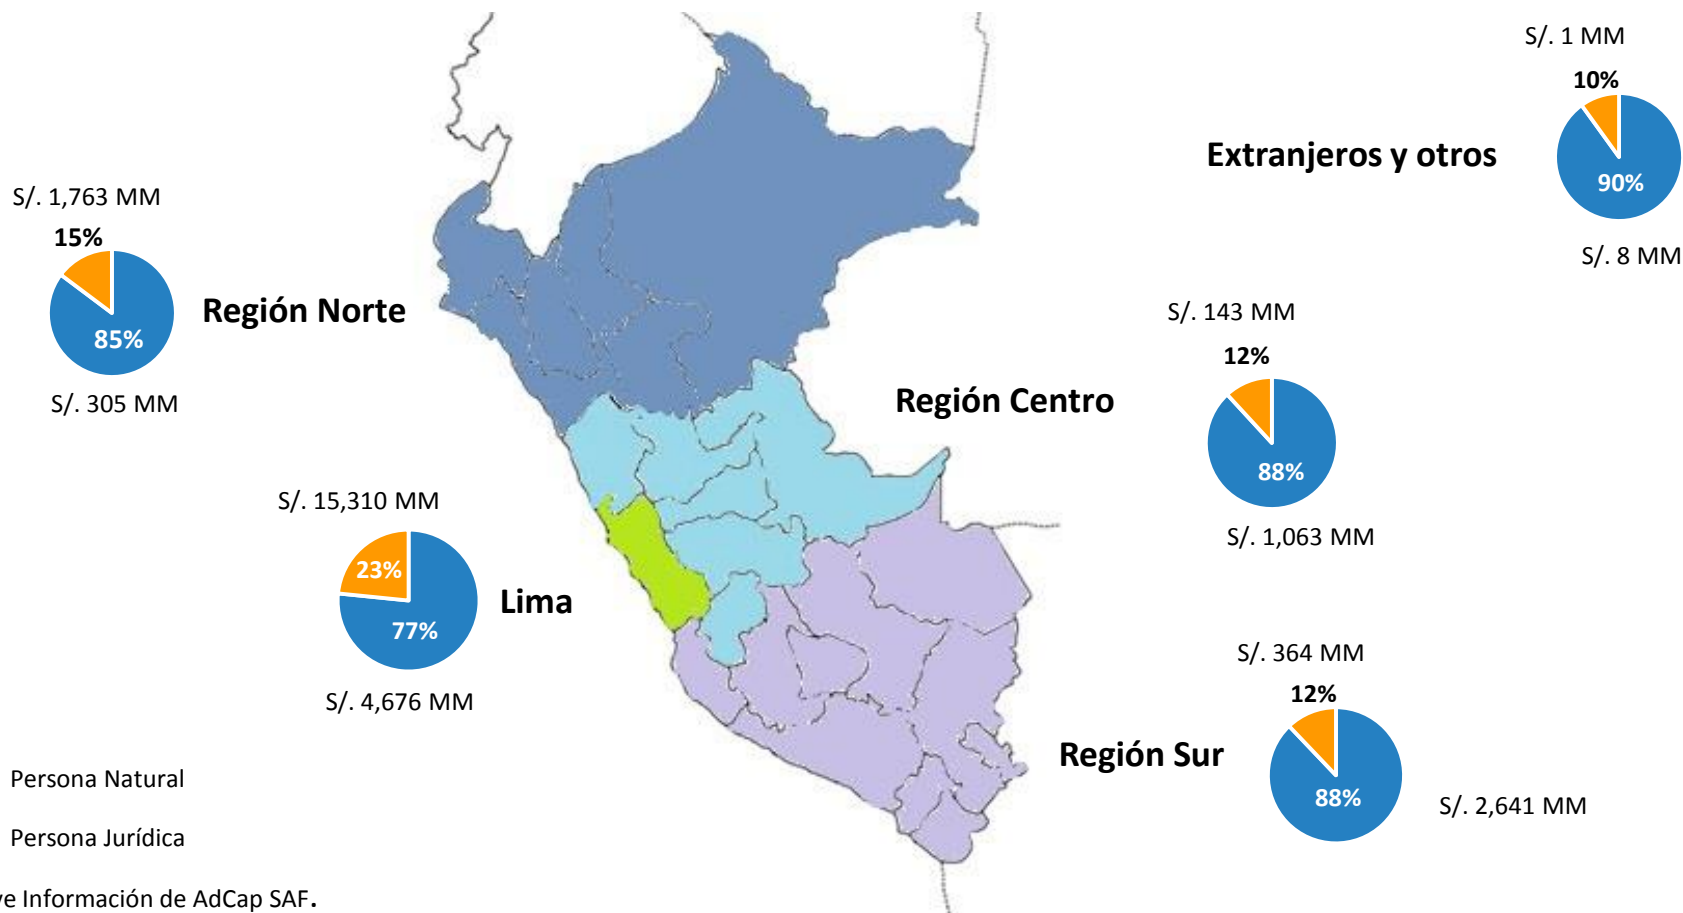 S/. 1 MM
10%
Extranjeros y otros
90%
S/. 8 MM
S/. 1,763 MM
15%
Región Norte
85%
S/. 305 MM
S/. 143 MM
12%
Región Centro
88%
S/. 1,063 MM
S/. 15,310 MM
23%
Lima
77%
S/. 4,676 MM
S/. 364 MM
12%
Región Sur
88%
S/. 2,641 MM
Persona Natural
Persona Jurídica
Información de AdCap SAF.